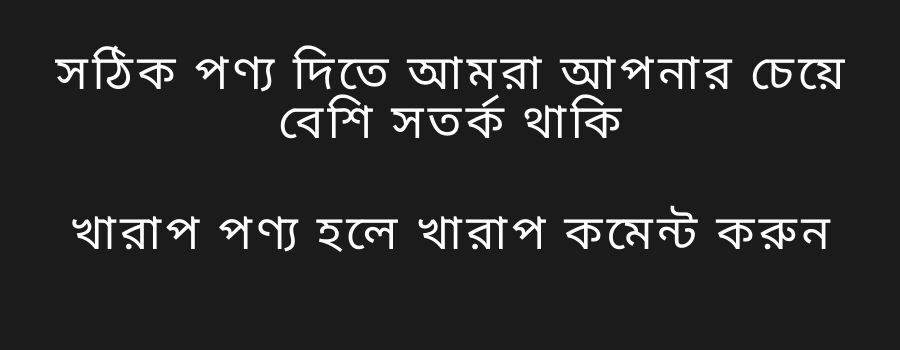 সঠিক পণ্য দিতে আমরা আপনার চেয়ে
বেশি সতর্ক থাকি
খারাপ পণ্য হলে খারাপ কমেন্ট করুন